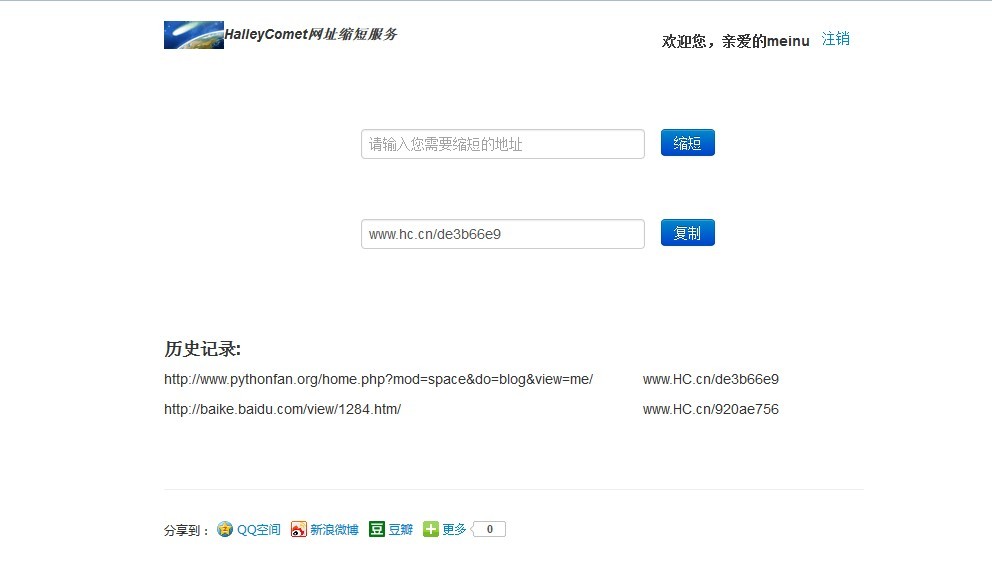 HalleyComet网址缩短服务
欢迎您，亲爱的meinu 注销
请输入您需要缩短的地址 缩短
www.hc.cn/de3b66e9 复制
历史记录:
http://www.pythonfan.org/home.php?mod=space&do=blog&view=me/ www.HC.cn/de3b66e9
http://baike.baidu.com/view/1284.htm/ www.HC.cn/920ae756
分享到： QQ空间 新浪微博 豆 豆瓣 更多 0